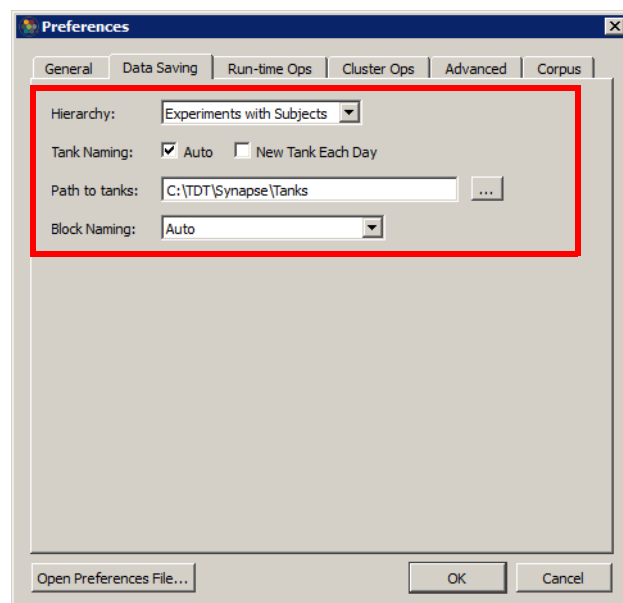 Preferences
General Data Saving Run-time Ops Cluster Ops Advanced Corpus
Hierarchy: Experiments with Subjects
Tank Naming: Auto New Tank Each Day
Path to tanks: C:\TDT\Synapse\Tanks ...
Block Naming: Auto
Open Preferences File... OK Cancel